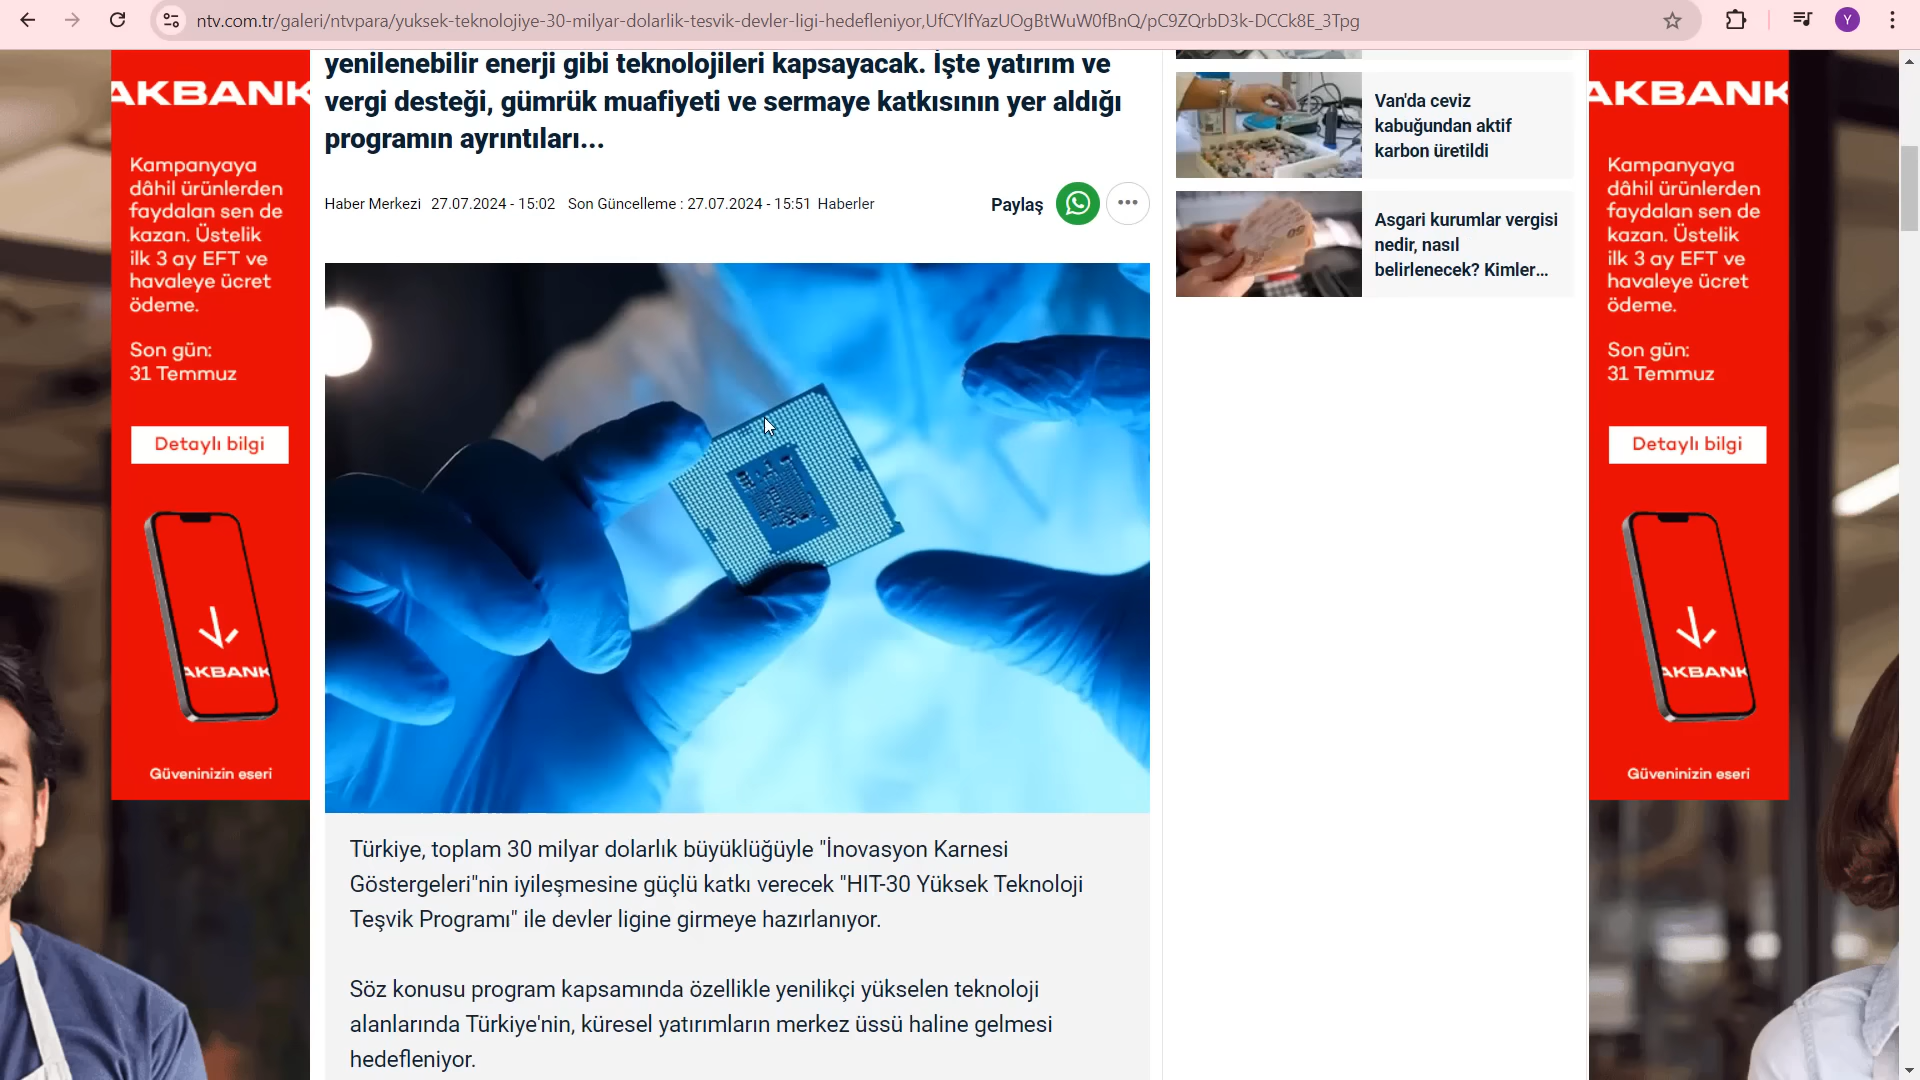 ntv.com.tr/galeri/ntvpara/yuksek-teknolojiye-30-milyar-dolarlik-tesvik-devler-ligi-hedefleniyor,UfCYlfYazUOgBtWuW0fBnQ/pC9ZQrbD3k-DCCk8E_3Tpg
Y
AKBANK
Kampanyaya
dâhil ürünlerden
faydalan sen de
kazan. Üstelik
ilk 3 ay EFT ve
havaleye ücret
ödeme.
Son gün:
31 Temmuz
Detaylı bilgi
AKBANK
Güveninizin eseri
yenilenebilir enerji gibi teknolojileri kapsayacak. İşte yatırım ve
vergi desteği, gümrük muafiyeti ve sermaye katkısının yer aldığı
programın ayrıntıları...
Haber Merkezi 27.07.2024 - 15:02 Son Güncelleme : 27.07.2024 - 15:51 Haberler
Paylaş
Türkiye, toplam 30 milyar dolarlık büyüklüğüyle "İnovasyon Karnesi
Göstergeleri"nin iyileşmesine güçlü katkı verecek "HIT-30 Yüksek Teknoloji
Teşvik Programı" ile devler ligine girmeye hazırlanıyor.
Söz konusu program kapsamında özellikle yenilikçi yükselen teknoloji
alanlarında Türkiye'nin, küresel yatırımların merkez üssü haline gelmesi
hedefleniyor.
Van'da ceviz
kabuğundan aktif
karbon üretildi
Asgari kurumlar vergisi
nedir, nasıl
belirlenecek? Kimler...
AKBANK
Kampanyaya
dâhil ürünlerden
faydalan sen de
kazan. Üstelik
ilk 3 ay EFT ve
havaleye ücret
ödeme.
Son gün:
31 Temmuz
Detaylı bilgi
AKBANK
Güveninizin eseri